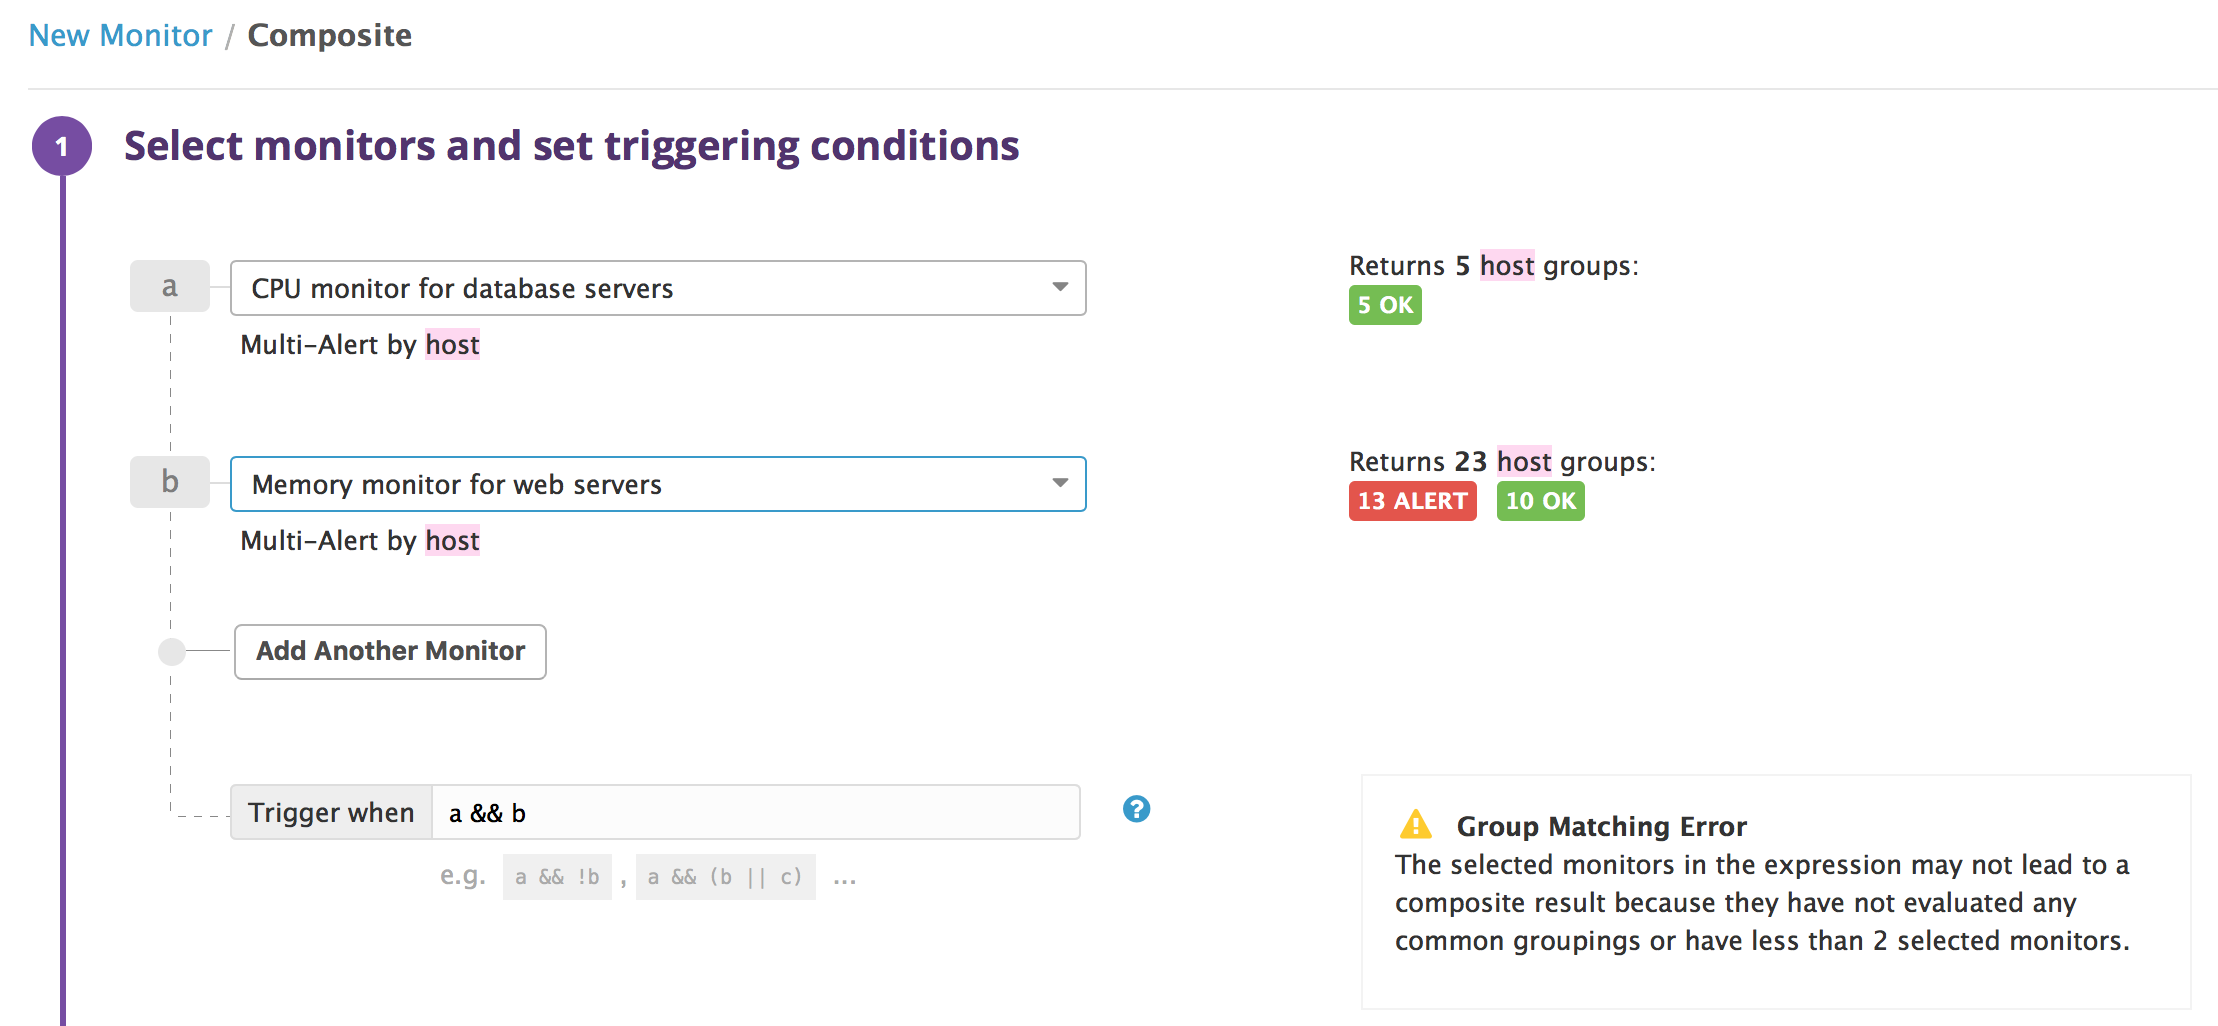 New Monitor / Composite
1
Select monitors and set triggering conditions
a
CPU monitor for database servers
Multi-Alert by host
Returns 5 host groups:
5 OK
b
Memory monitor for web servers
Multi-Alert by host
Returns 23 host groups:
13 ALERT 10 OK
Add Another Monitor
Trigger when a && b
?
e.g. a && !b , a && (b || c) ...
Group Matching Error
The selected monitors in the expression may not lead to a
composite result because they have not evaluated any
common groupings or have less than 2 selected monitors.